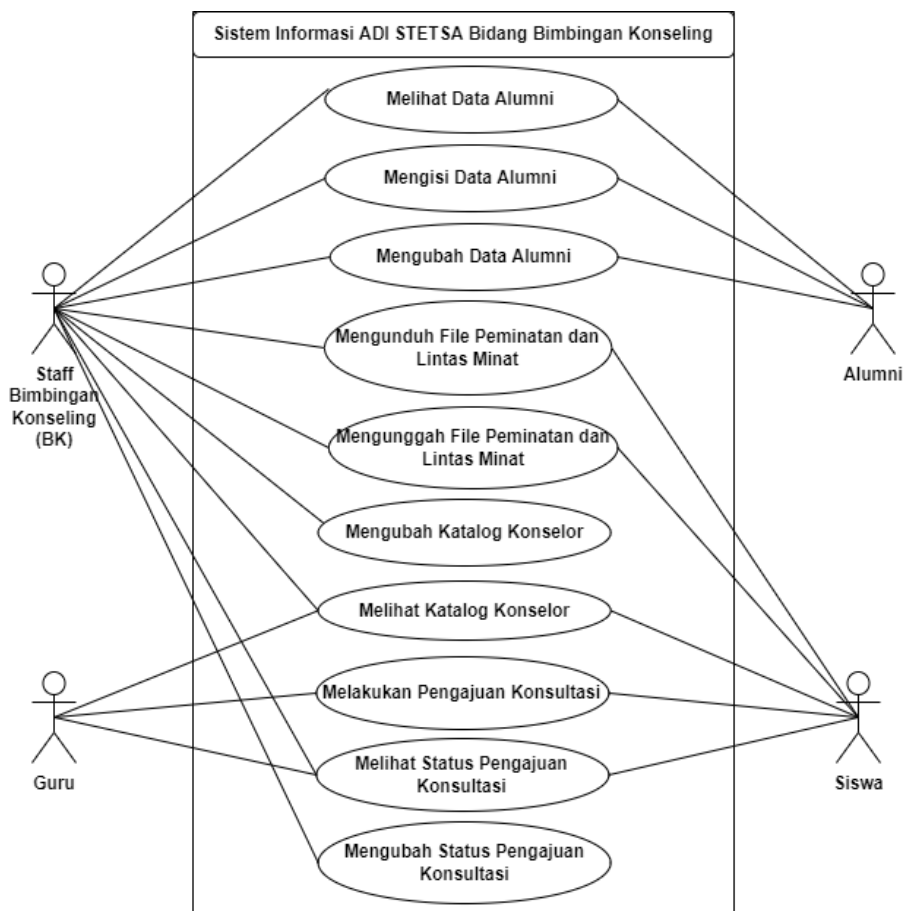 Sistem Informasi ADI STETSA Bidang Bimbingan Konseling
Melihat Data Alumni
Mengisi Data Alumni
Mengubah Data Alumni
Staff
Bimbingan
Konseling
(BK)
Alumni
Mengunduh File Peminatan dan
Lintas Minat
Mengunggah File Peminatan dan
Lintas Minat
Mengubah Katalog Konselor
Melihat Katalog Konselor
Melakukan Pengajuan Konsultasi
Guru
Siswa
Melihat Status Pengajuan
Konsultasi
Mengubah Status Pengajuan
Konsultasi